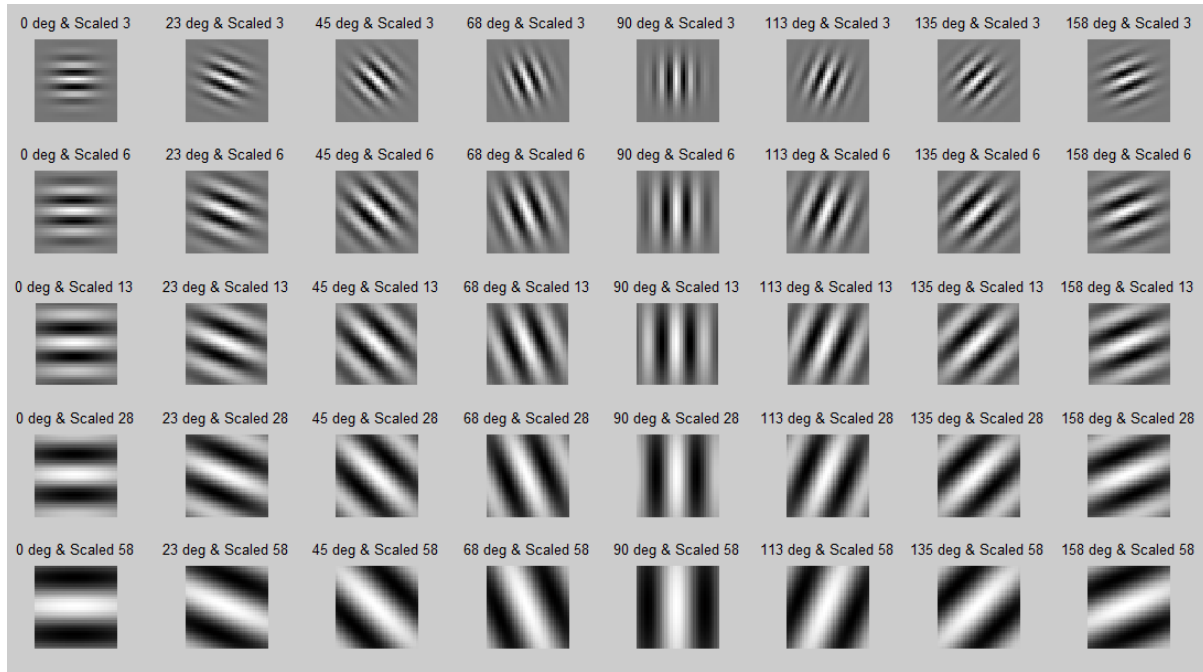 0 deg & Scaled 3 23 deg & Scaled 3 45 deg & Scaled 3 68 deg & Scaled 3 90 deg & Scaled 3 113 deg & Scaled 3 135 deg & Scaled 3 158 deg & Scaled 3
0 deg & Scaled 6 23 deg & Scaled 6 45 deg & Scaled 6 68 deg & Scaled 6 90 deg & Scaled 6 113 deg & Scaled 6 135 deg & Scaled 6 158 deg & Scaled 6
0 deg & Scaled 13 23 deg & Scaled 13 45 deg & Scaled 13 68 deg & Scaled 13 90 deg & Scaled 13 113 deg & Scaled 13 135 deg & Scaled 13 158 deg & Scaled 13
0 deg & Scaled 28 23 deg & Scaled 28 45 deg & Scaled 28 68 deg & Scaled 28 90 deg & Scaled 28 113 deg & Scaled 28 135 deg & Scaled 28 158 deg & Scaled 28
0 deg & Scaled 58 23 deg & Scaled 58 45 deg & Scaled 58 68 deg & Scaled 58 90 deg & Scaled 58 113 deg & Scaled 58 135 deg & Scaled 58 158 deg & Scaled 58